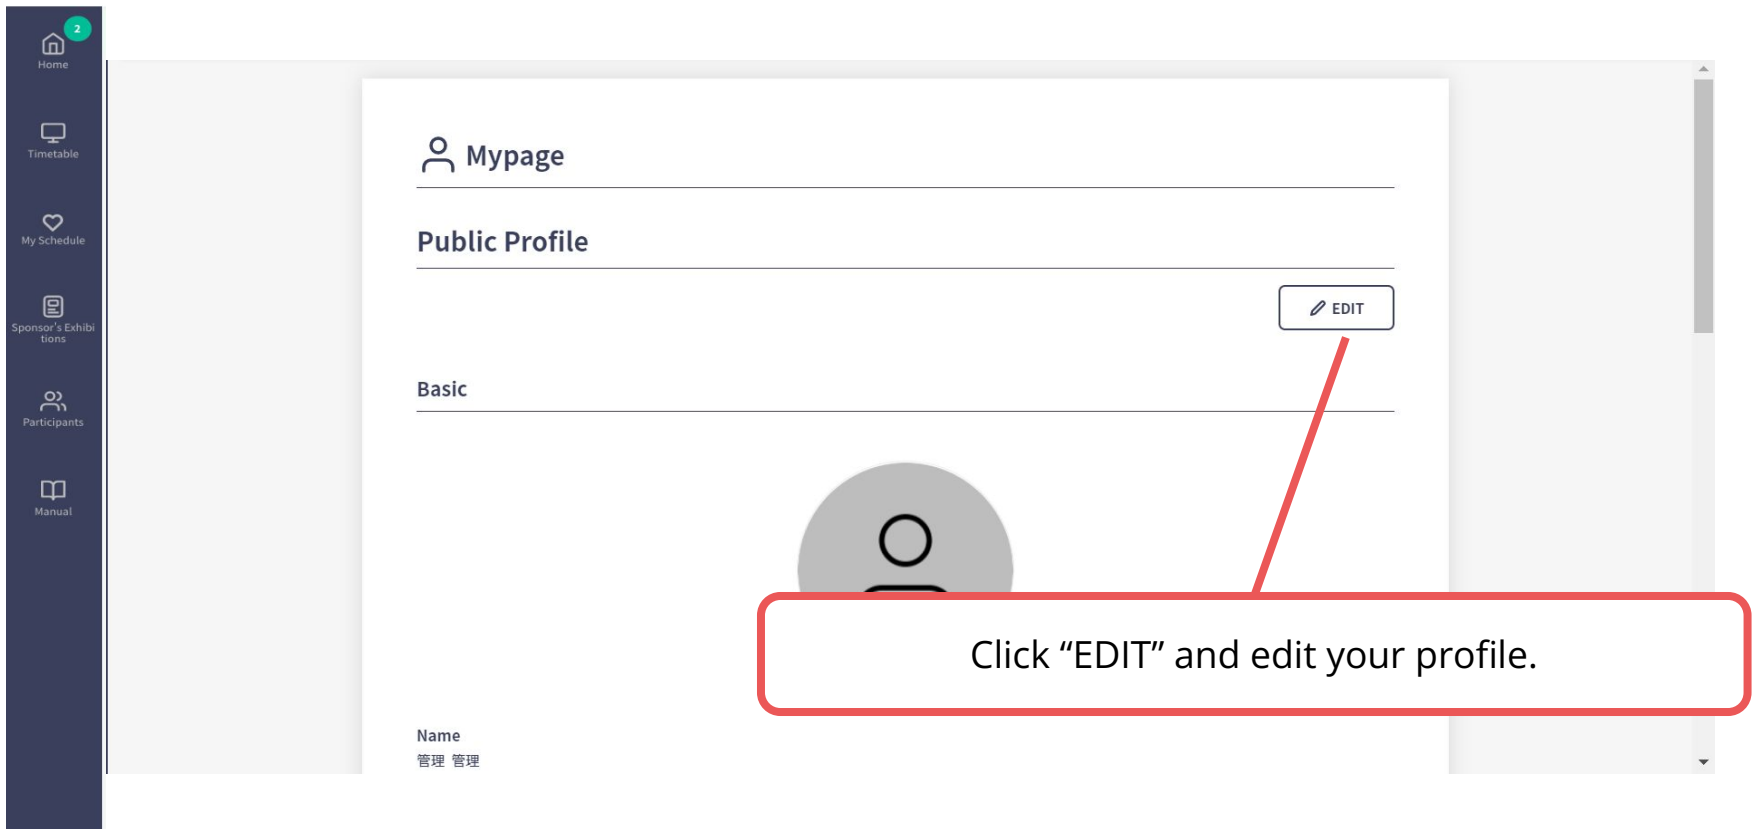 2
Home
Timetable
My Schedule
Sponsor's Exhibi
tions
Participants
Manual
Mypage
Public Profile
EDIT
Basic
Click “EDIT” and edit your profile.
Name
管理 管理